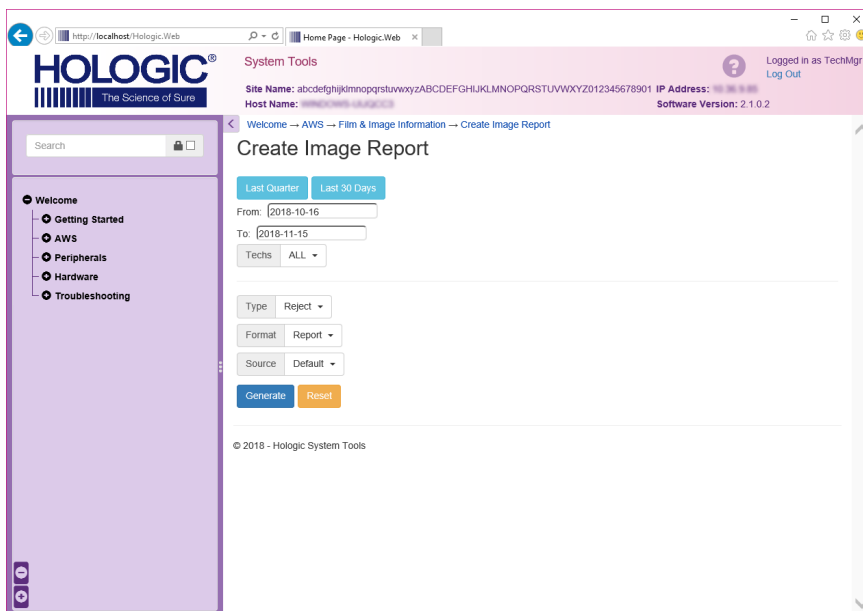 http://localhost/Hologic.Web
Home Page - Hologic.Web
HOLOGIC®
The Science of Sure
System Tools
Logged in as TechMgr
Log Out
Site Name: abcdefghijklmnopqrstuvwxyzABCDEFGHIJKLMNOPQRSTUVWXYZ012345678901 IP Address:
Host Name:
Software Version: 2.1.0.2
Search
Welcome → AWS → Film & Image Information → Create Image Report
Create Image Report
Last Quarter Last 30 Days
From: 2018-10-16
To: 2018-11-15
Techs ALL
Type Reject
Format Report
Source Default
Generate Reset
© 2018 - Hologic System Tools
Welcome
Getting Started
AWS
Peripherals
Hardware
Troubleshooting